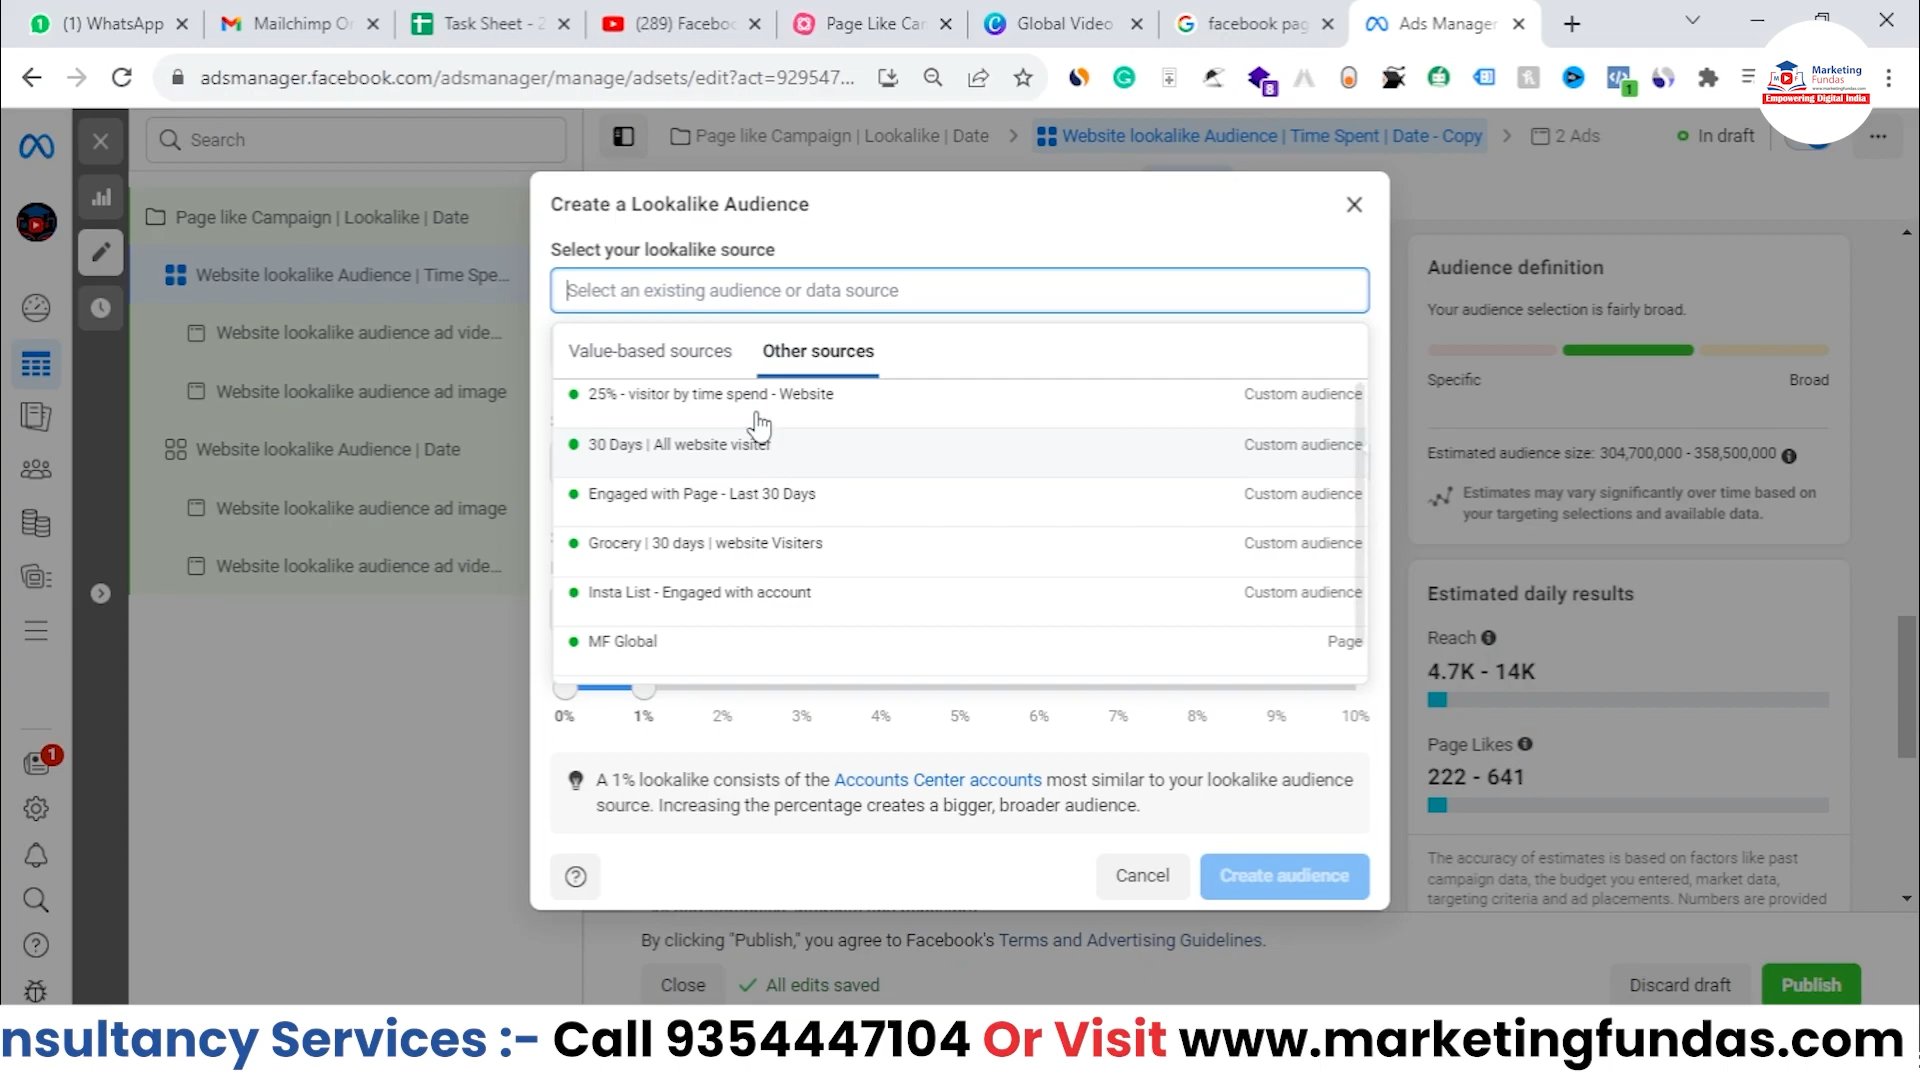 (1) WhatsApp
Mailchimp Or
Task Sheet - 2
(289) Facebo
Page Like Ca
Global Video
facebook pag
Ads Manager
adsmanager.facebook.com/adsmanager/manage/adsets/edit?act=929547...
8
1
Marketing
Fundas
Empowering Digital India
Search
Page like Campaign | Lookalike | Date
Website lookalike Audience | Time Spent | Date - Copy
2 Ads
In draft
Page like Campaign | Lookalike | Date
Website lookalike Audience | Time Spe...
Website lookalike audience ad vide...
Website lookalike audience ad image
Website lookalike Audience | Date
Website lookalike audience ad image
Website lookalike audience ad vide...
1
Create a Lookalike Audience
Select your lookalike source
Select an existing audience or data source
Value-based sources
Other sources
25% - visitor by time spend - Website Custom audience
30 Days | All website visiter Custom audience
Engaged with Page - Last 30 Days Custom audience
Grocery | 30 days | website Visiters Custom audience
Insta List - Engaged with account Custom audience
MF Global Page
0% 1% 2% 3% 4% 5% 6% 7% 8% 9% 10%
A 1% lookalike consists of the Accounts Center accounts most similar to your lookalike audience
source. Increasing the percentage creates a bigger, broader audience.
Cancel
Create audience
Audience definition
Your audience selection is fairly broad.
Specific Broad
Estimated audience size: 304,700,000 - 358,500,000
Estimates may vary significantly over time based on
your targeting selections and available data.
Estimated daily results
Reach
4.7K - 14K
Page Likes
222 - 641
The accuracy of estimates is based on factors like past
campaign data, the budget you entered, market data,
targeting criteria and ad placements. Numbers are provided
By clicking "Publish," you agree to Facebook's Terms and Advertising Guidelines.
Close
All edits saved
Discard draft
Publish
nsultancy Services :- Call 9354447104 Or Visit www.marketingfundas.com